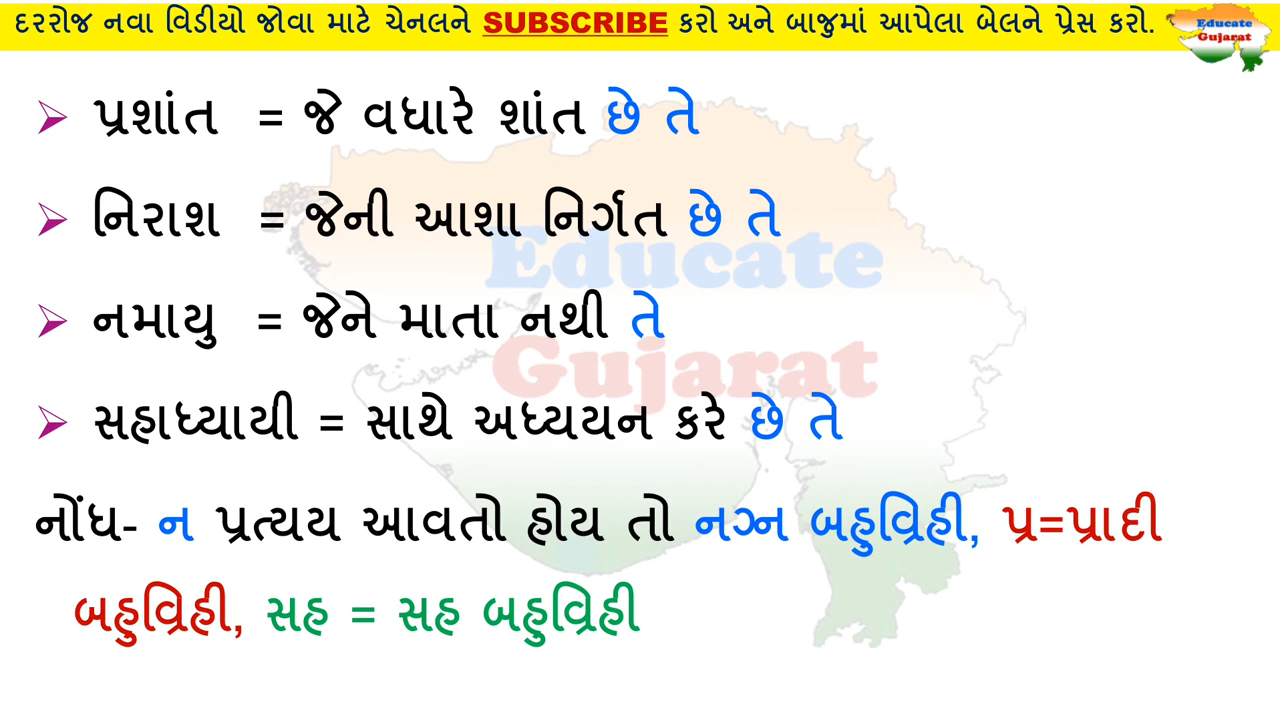 દરરોજ નવા વિડીયો જોવા માટે ચેનલને SUBSCRIBE કરો અને બાજુમાં આપેલા બેલને પ્રેસ કરો.
Educate
Gujarat
➢ પ્રશાંત = જે વધારે શાંત છે તે
➢ નિરાશ = જેની આશા નિર્ગત છે તે
➢ નમાયુ = જેને માતા નથી તે
➢ સહાધ્યાયી = સાથે અધ્યયન કરે છે તે
નોંધ- ન પ્રત્યય આવતો હોય તો નઞ્ન બહુવ્રિહી, પ્ર=પ્રાદી
બહુવ્રિહી, સહ = સહ બહુવ્રિહી
Educate
Gujarat